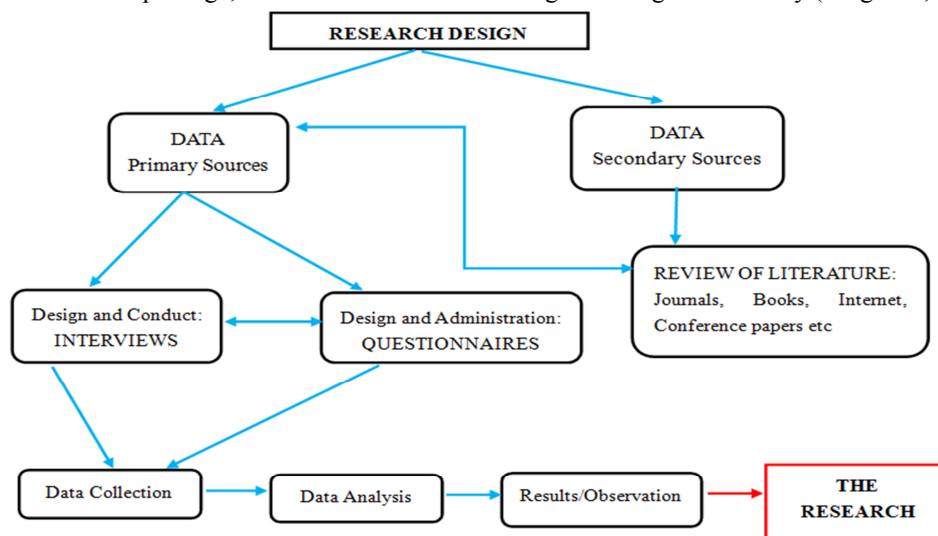 RESEARCH DESIGN
DATA
Primary Sources
DATA
Secondary Sources
REVIEW OF LITERATURE:
Journals, Books, Internet,
Conference papers etc
Design and Conduct:
INTERVIEWS
Design and Administration:
QUESTIONNAIRES
Data Collection
Data Analysis
Results/Observation
THE
RESEARCH